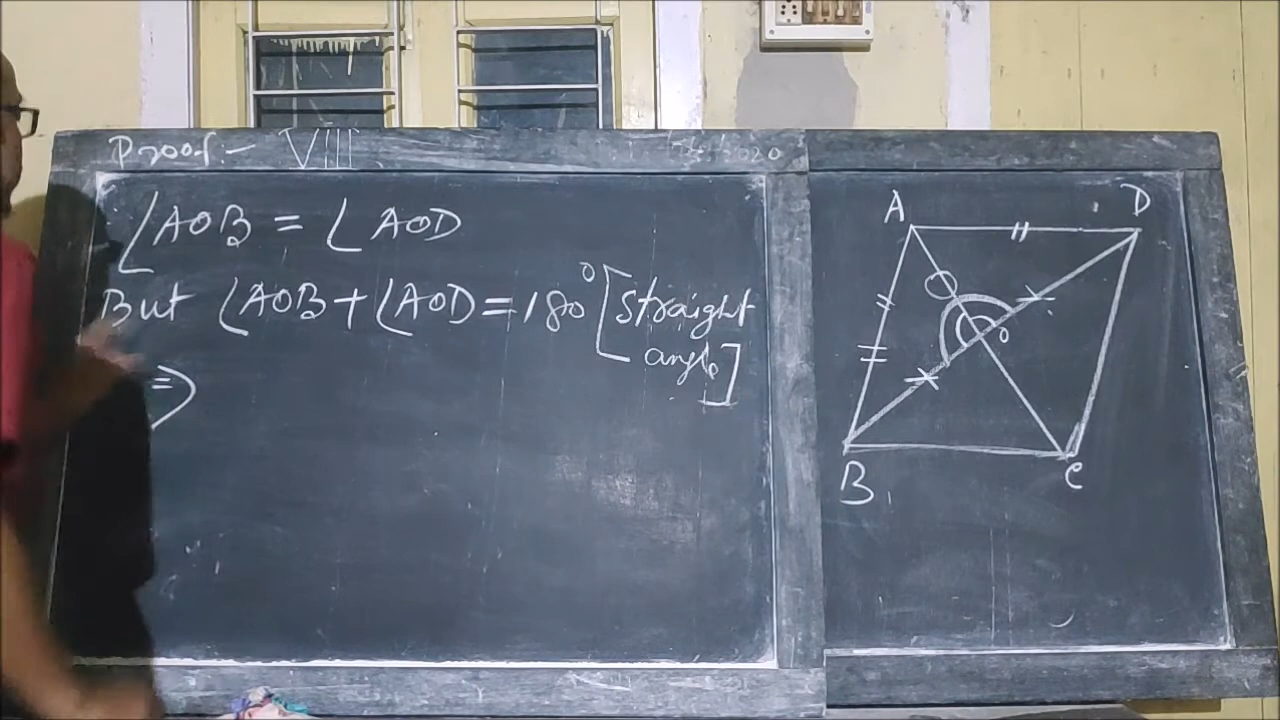 Proof:- VIII
∠AOB = ∠AOD
But ∠AOB + ∠AOD = 180° [Straight
angle]
⇒
A
D
O
B
C